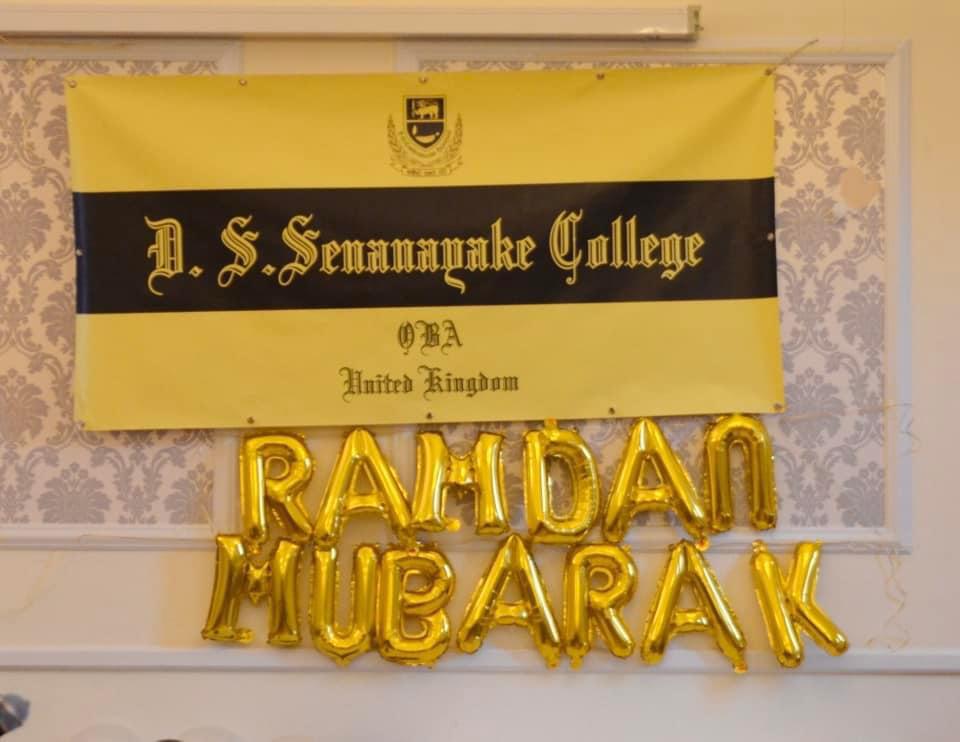 D. S. Senanayake College
OBA
United Kingdom
RAMDAN
MUBARAK